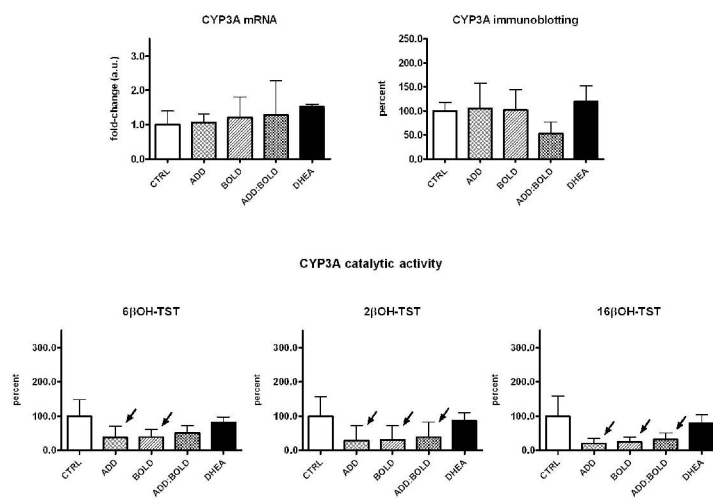 CYP3A mRNA
fold-change (a.u.)
3.0
2.0
1.0
0.0
CTRL
ADD
BOLD
ADD:BOLD
DHEA
CYP3A immunoblotting
percent
250.0
200.0
150.0
100.0
50.0
0.0
CTRL
ADD
BOLD
ADD:BOLD
DHEA
CYP3A catalytic activity
6βOH-TST
percent
300.0
200.0
100.0
0.0
CTRL
ADD
BOLD
ADD:BOLD
DHEA
2βOH-TST
percent
300.0
200.0
100.0
0.0
CTRL
ADD
BOLD
ADD:BOLD
DHEA
16βOH-TST
percent
300.0
200.0
100.0
0.0
CTRL
ADD
BOLD
ADD:BOLD
DHEA